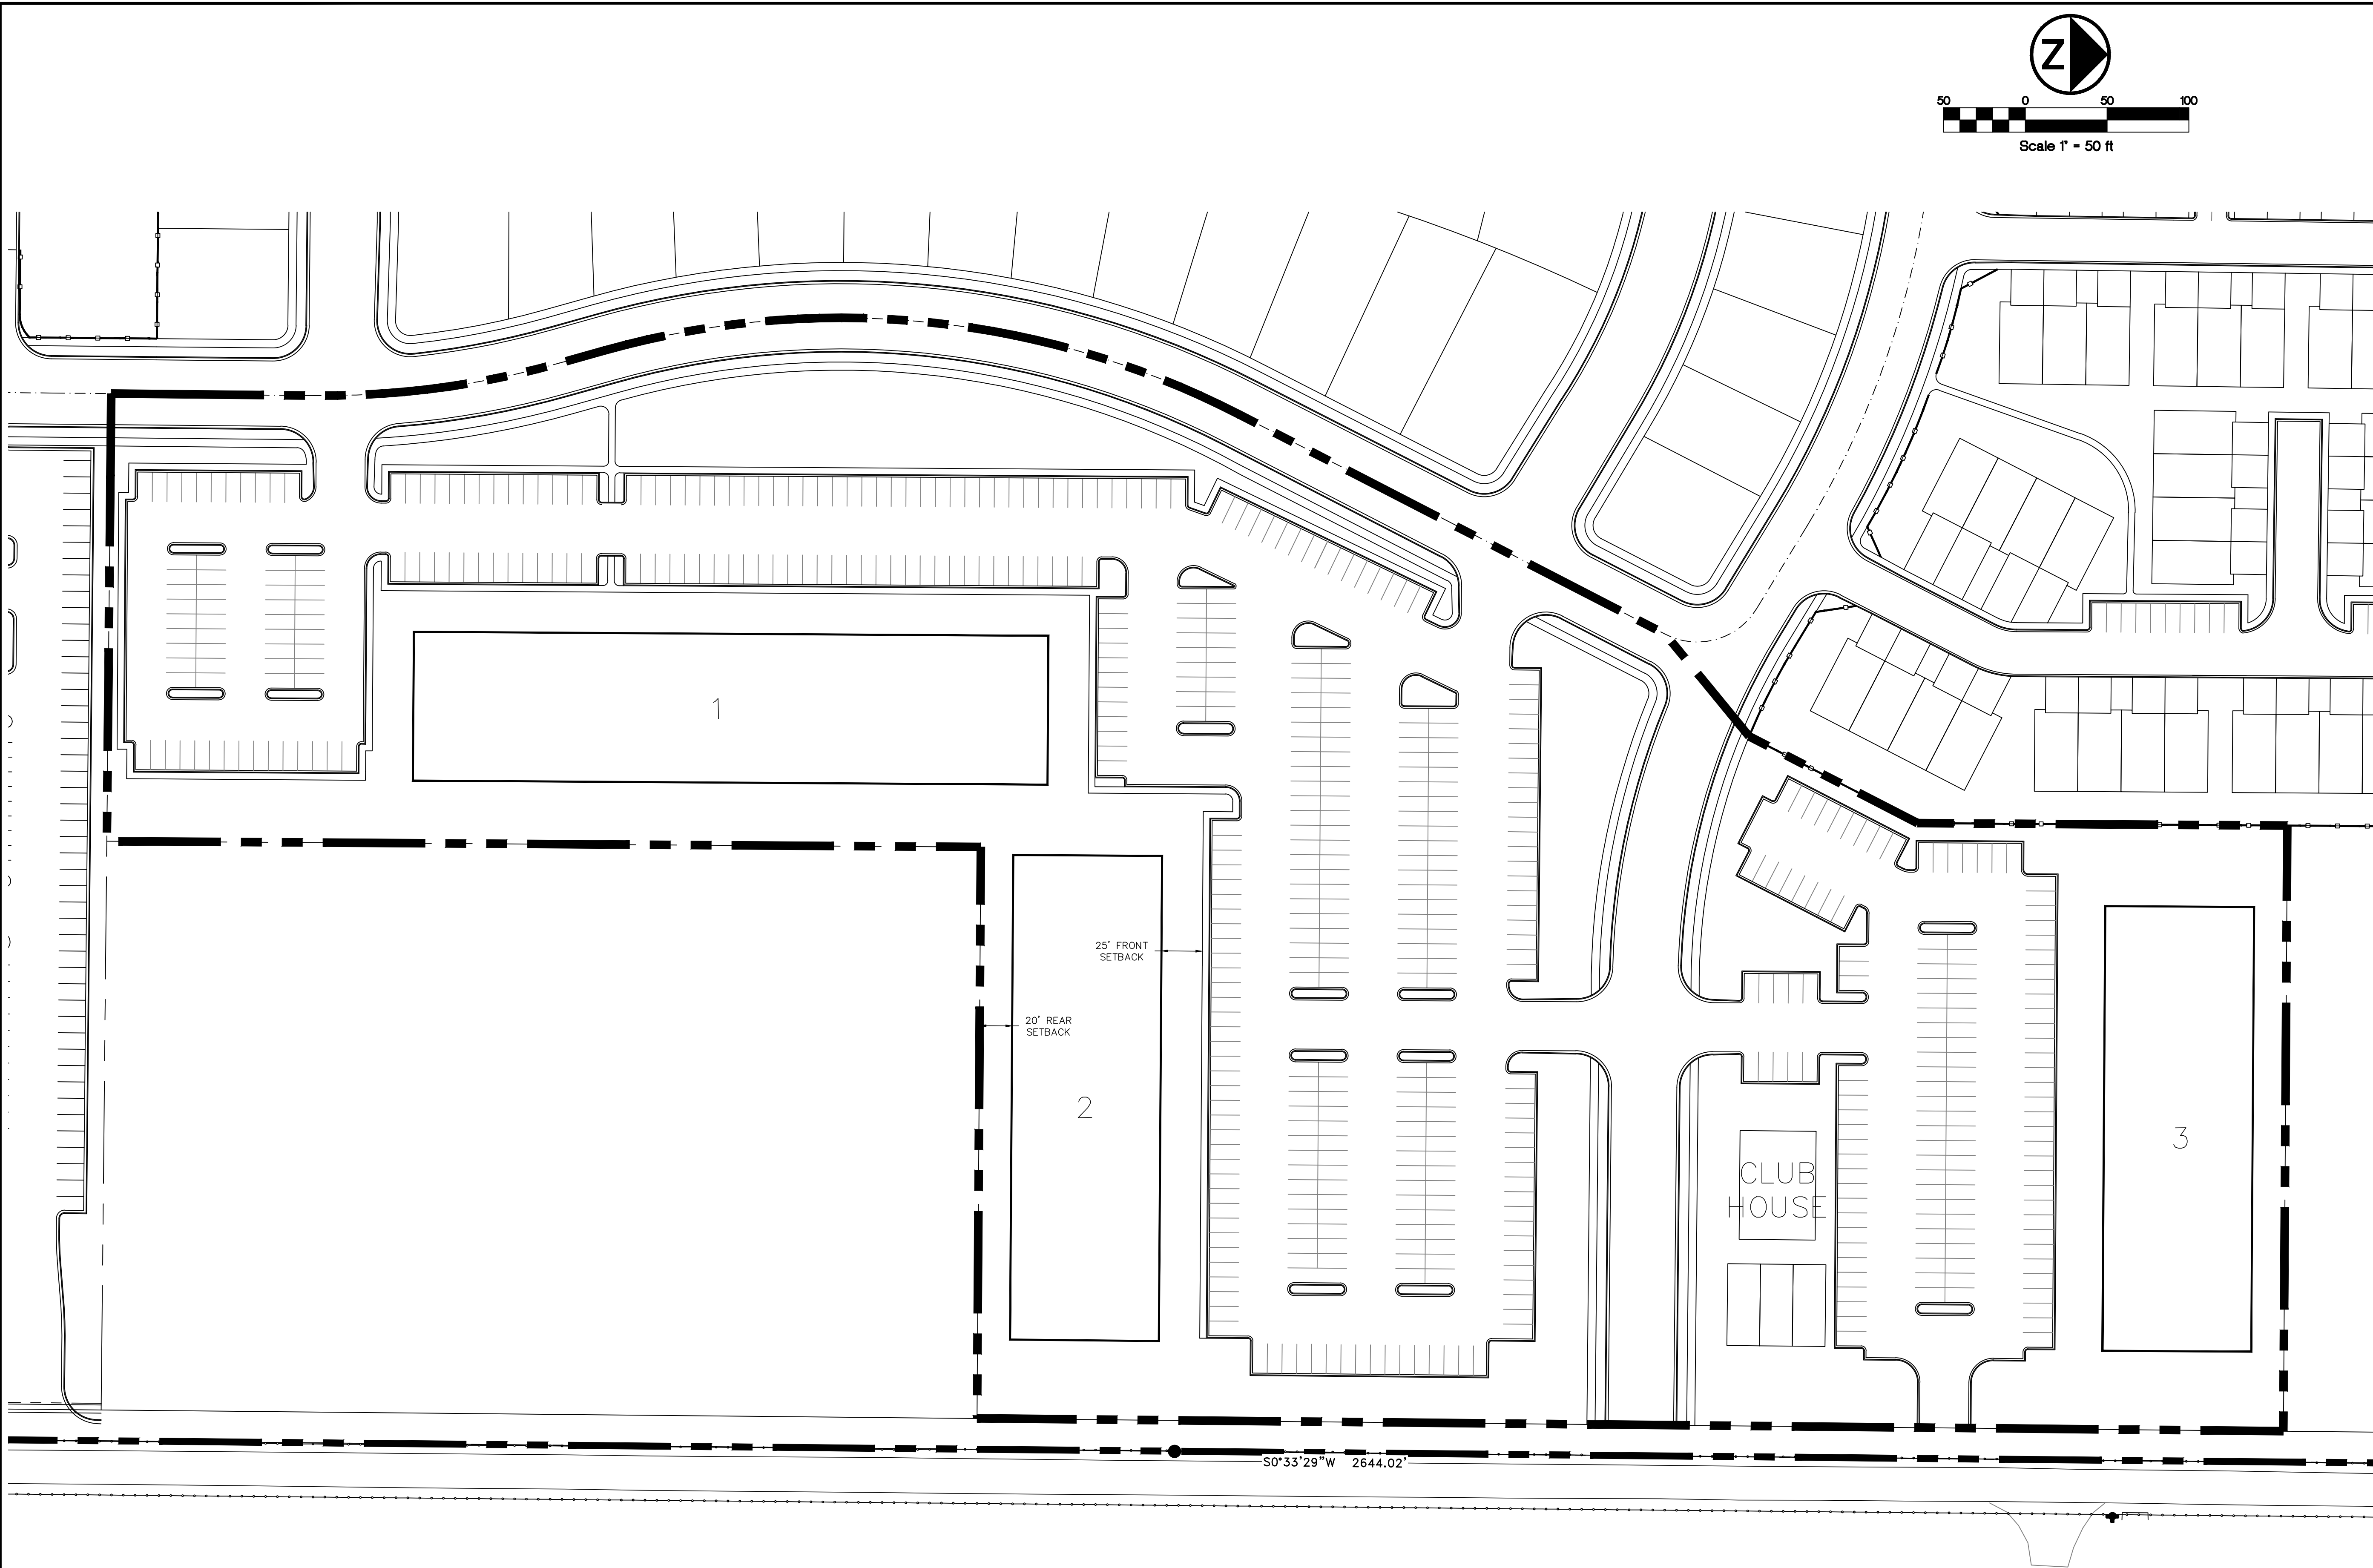 N
50 0 50 100
Scale 1" = 50 ft
1
25' FRONT
SETBACK
20' REAR
SETBACK
2
CLUB
HOUSE
3
S0°33'29"W 2644.02'